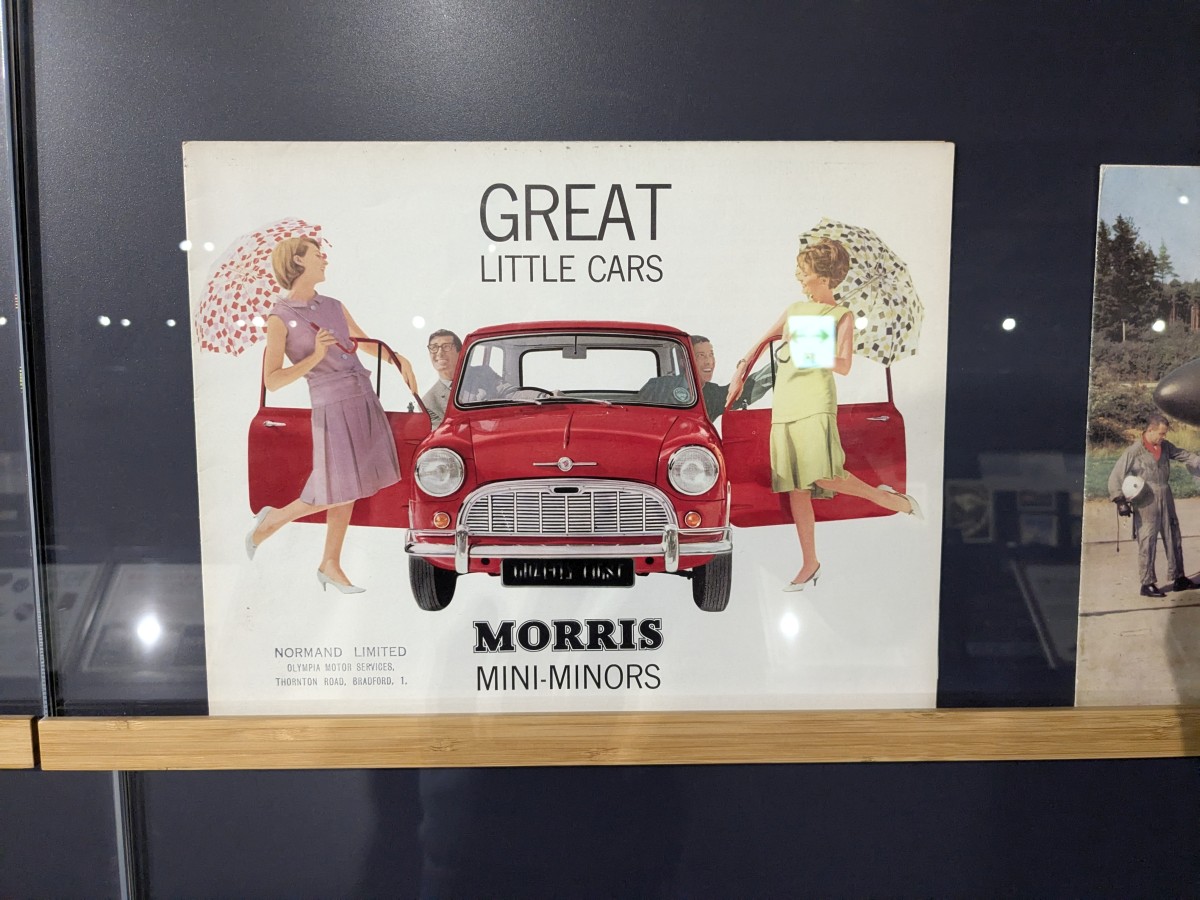 GREAT
LITTLE CARS
MORRIS
MINI-MINORS
NORMAND LIMITED
OLYMPIA MOTOR SERVICES,
THORNTON ROAD, BRADFORD, 1.